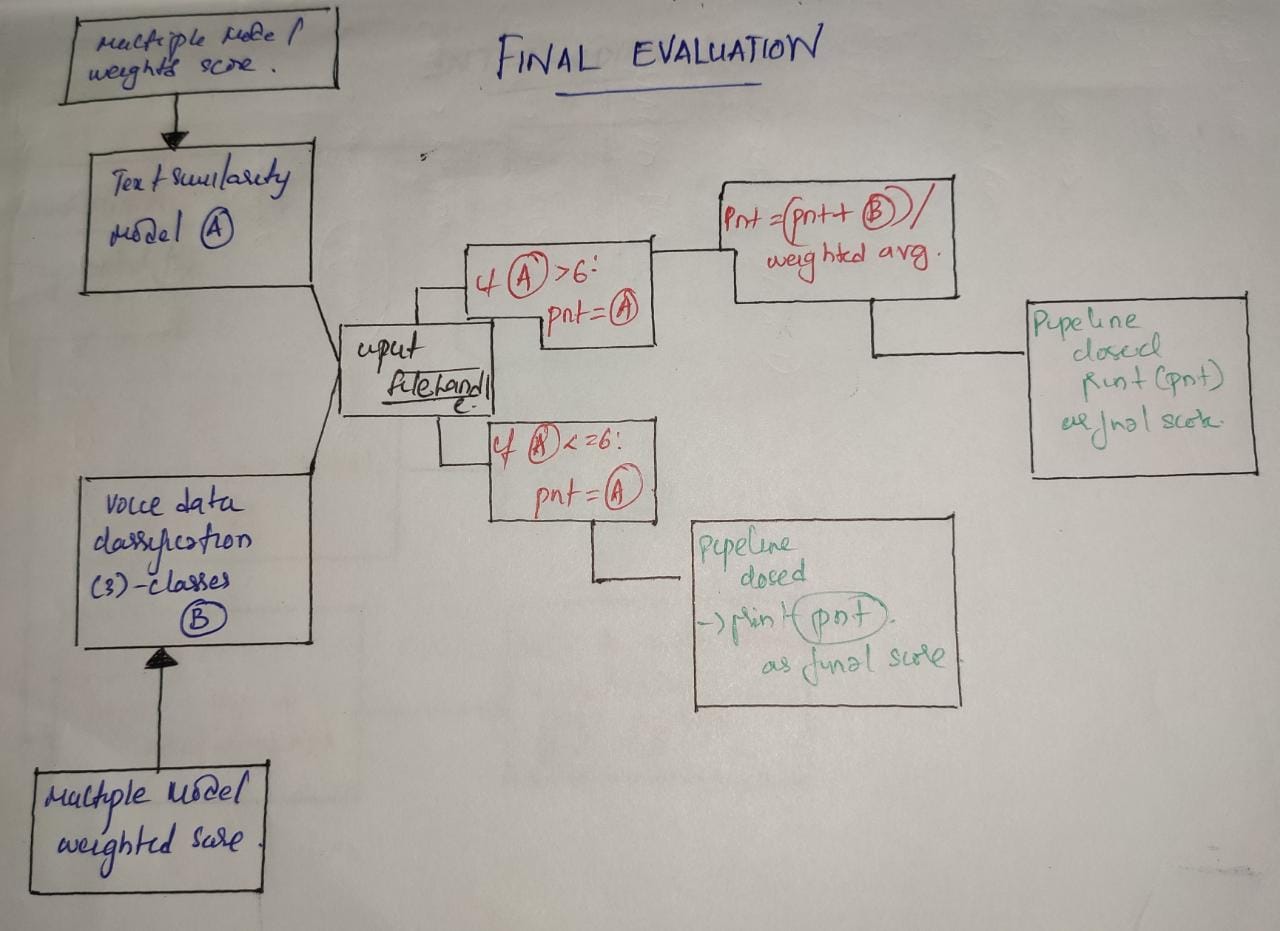 FINAL EVALUATION
Multiple Model
weights score.
Text similarity
Model (A)
input
filehandle.
if (A) >6:
pnt = (A)
Pnt = (pnt + (B)) /
weighted avg.
Pipeline
closed
Print (pnt)
as final score.
if (A) <=6:
pnt = (A)
Pipeline
closed
-> print (pnt).
as final score.
Voice data
classification
(3)-classes
(B)
Multiple Model
weighted score.